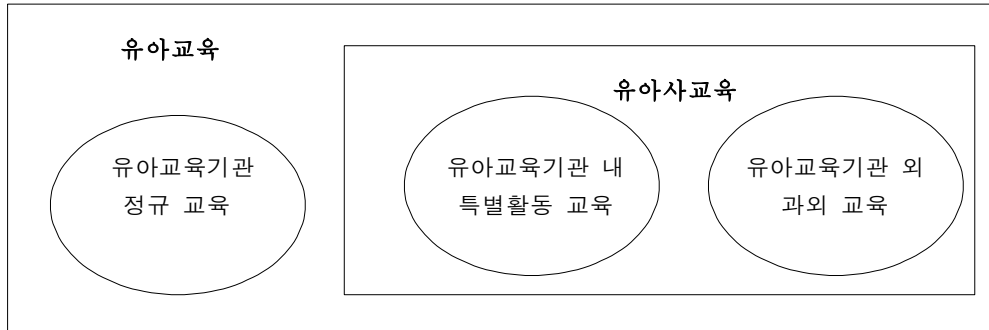 유아교육
유아사교육
유아교육기관
정규 교육
유아교육기관 내
특별활동 교육
유아교육기관 외
과외 교육